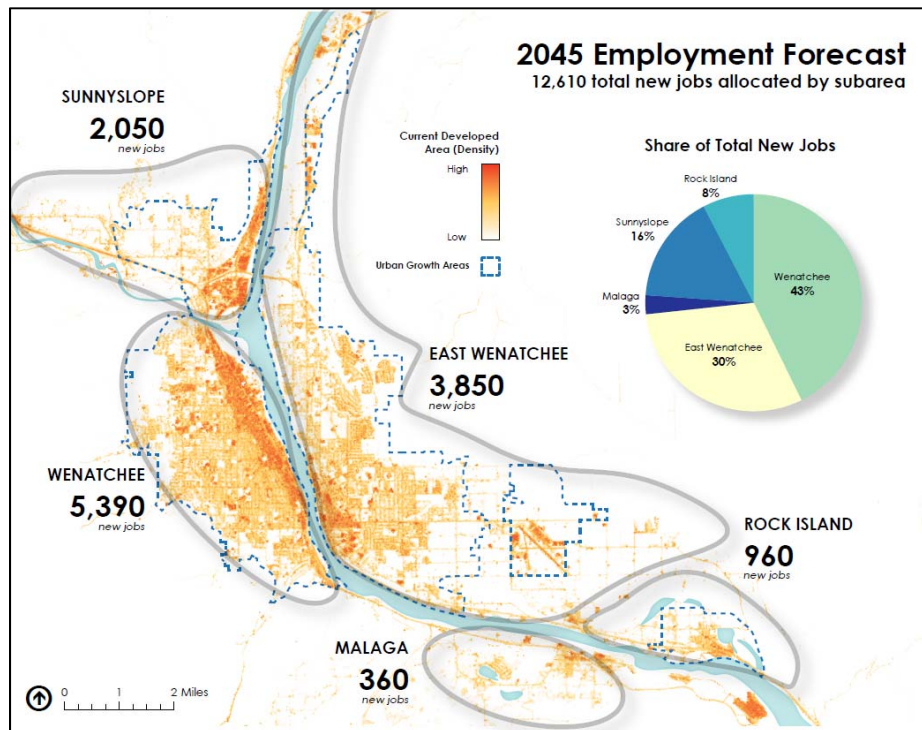 2045 Employment Forecast
12,610 total new jobs allocated by subarea
SUNNYSLOPE
2,050
new jobs
Current Developed
Area (Density)
High
Low
Urban Growth Areas
Share of Total New Jobs
Rock Island
8%
Sunnyslope
16%
Wenatchee
43%
Malaga
3%
East Wenatchee
30%
EAST WENATCHEE
3,850
new jobs
WENATCHEE
5,390
new jobs
ROCK ISLAND
960
new jobs
MALAGA
360
new jobs
0 1 2 Miles